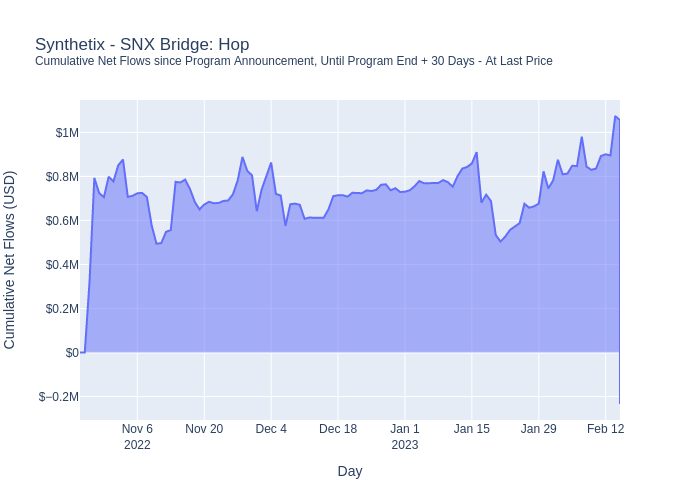 Synthetix - SNX Bridge: Hop
Cumulative Net Flows since Program Announcement, Until Program End + 30 Days - At Last Price
Cumulative Net Flows (USD)
$1M
$0.8M
$0.6M
$0.4M
$0.2M
$0
$−0.2M
Nov 6
2022
Nov 20
Dec 4
Dec 18
Jan 1
2023
Jan 15
Jan 29
Feb 12
Day